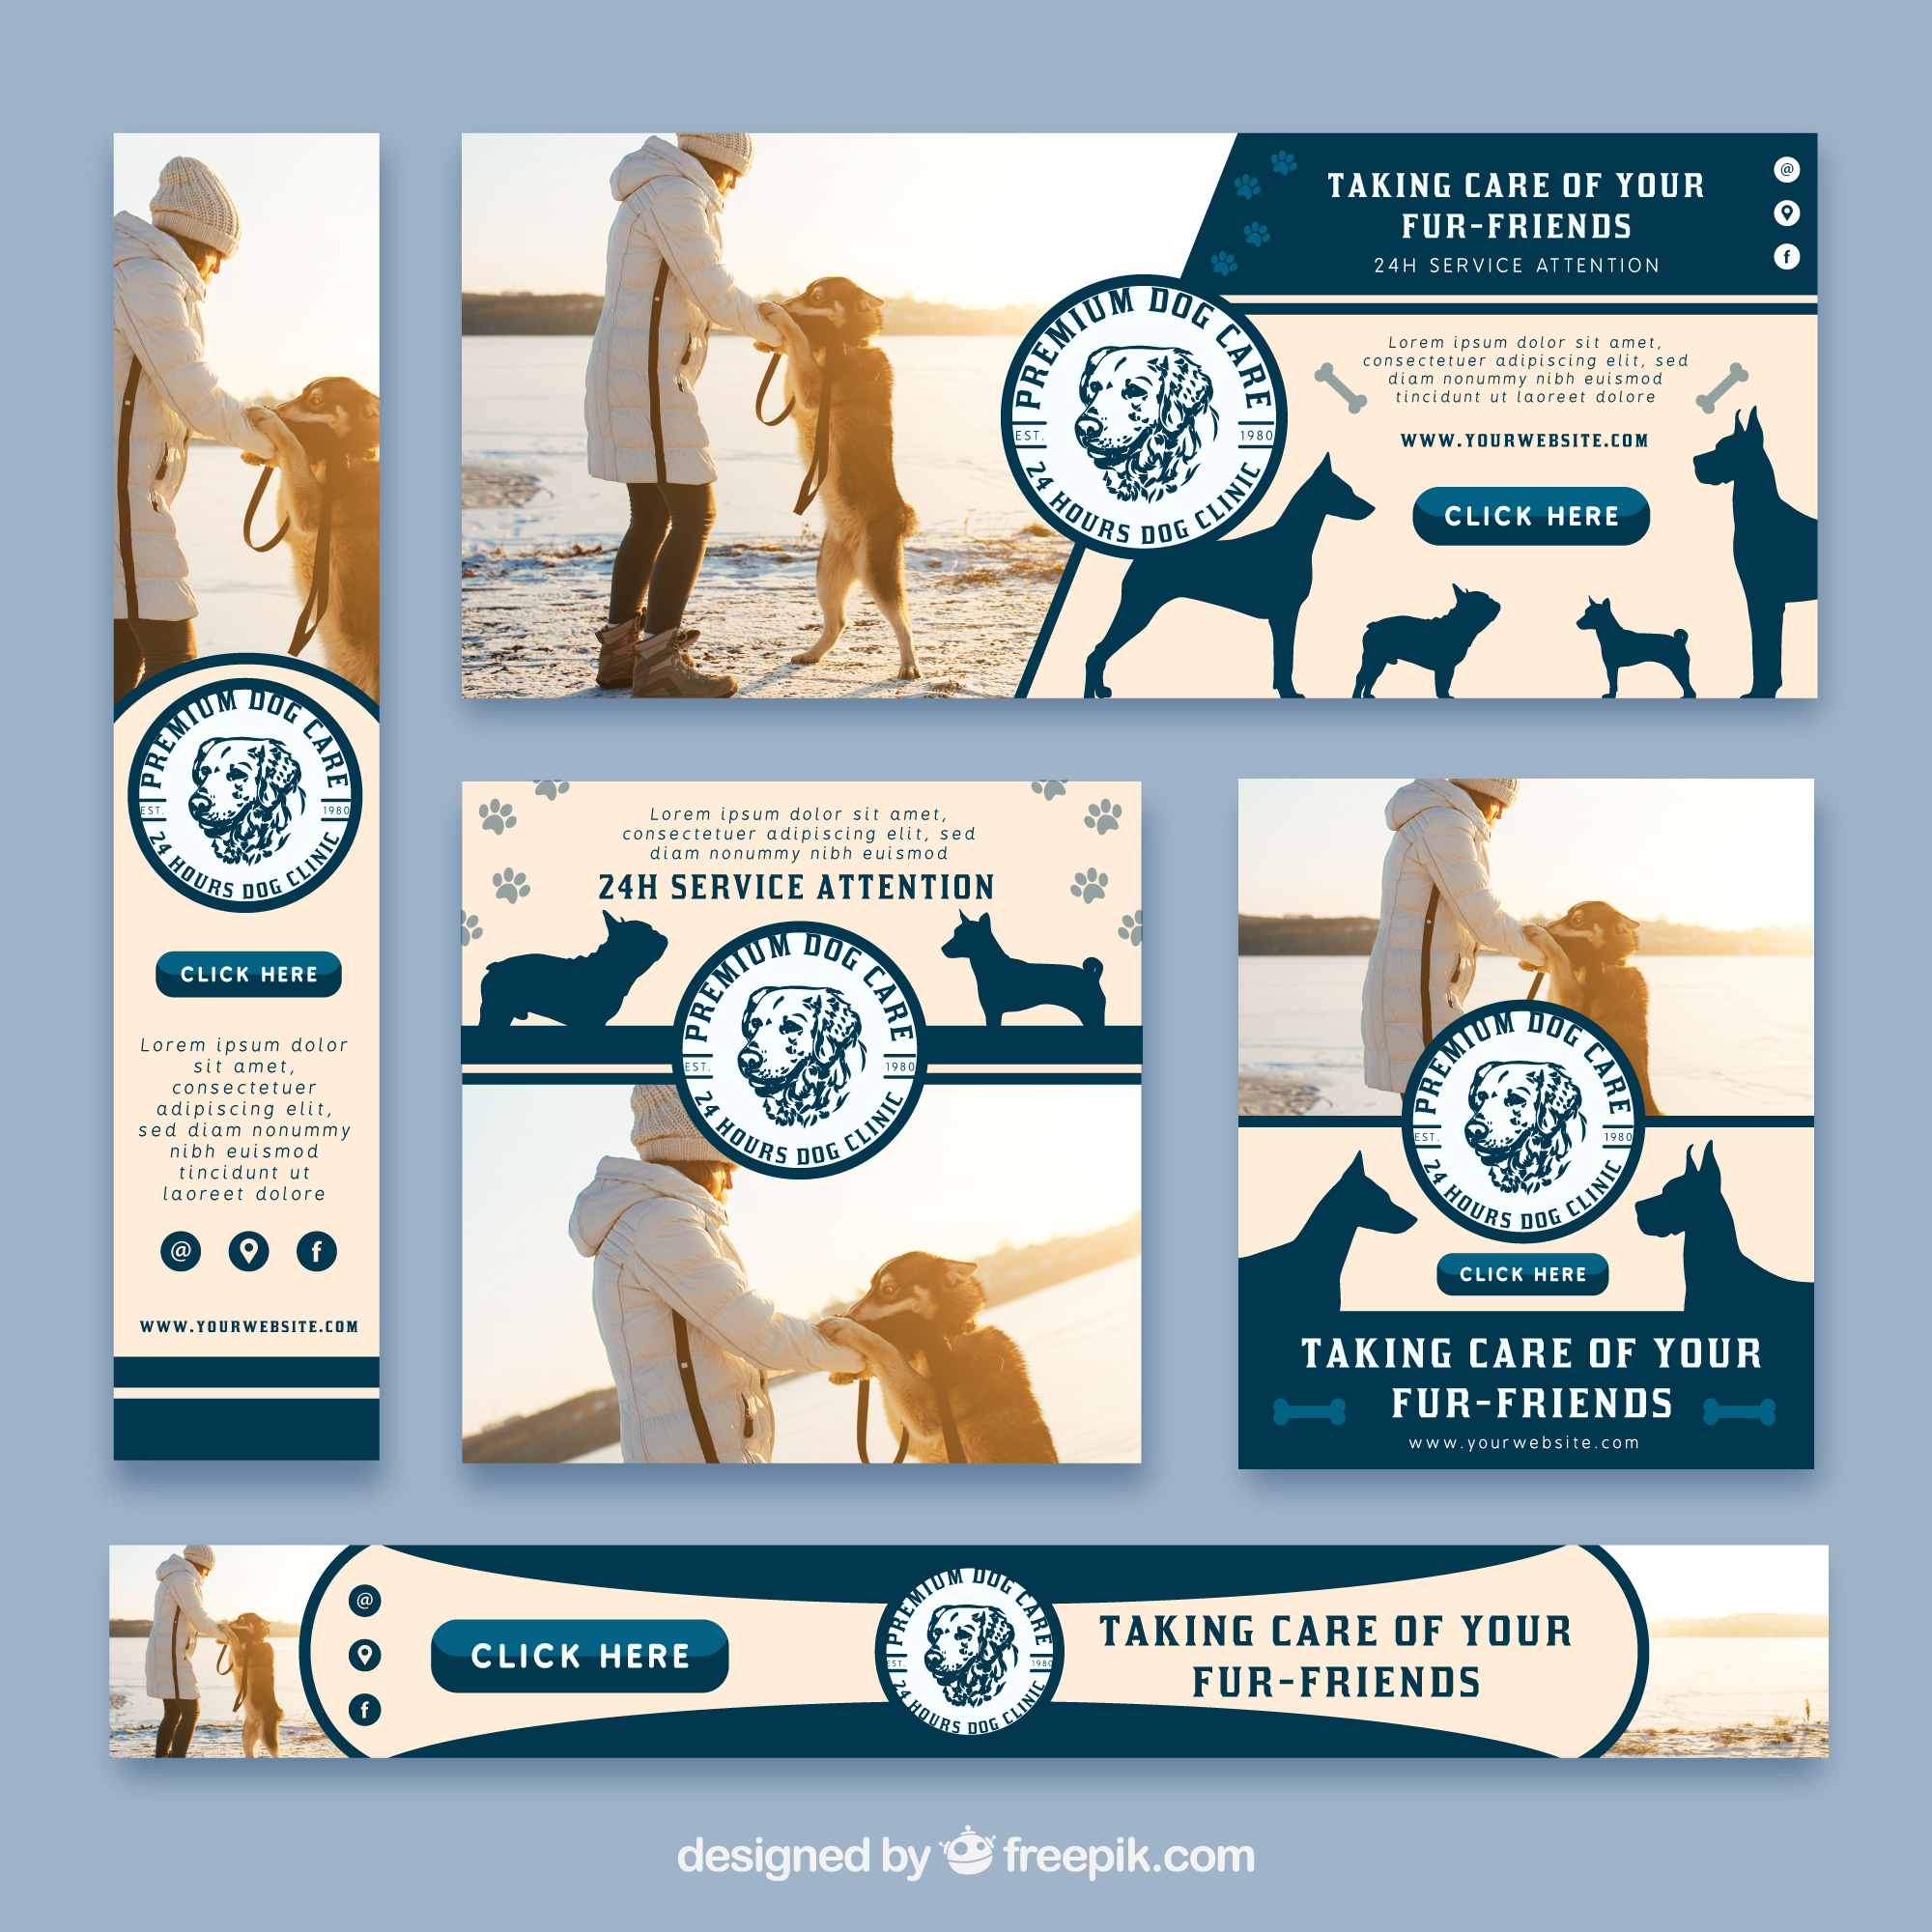 PREMIUM DOG CARE
EST. 1980
24 HOURS DOG CLINIC
CLICK HERE
Lorem ipsum dolor
sit amet,
consectetuer
adipiscing elit,
sed diam nonummy
nibh euismod
tincidunt ut
laoreet dolore
@
f
WWW.YOURWEBSITE.COM
TAKING CARE OF YOUR
FUR-FRIENDS
24H SERVICE ATTENTION
@
f
PREMIUM DOG CARE
EST. 1980
24 HOURS DOG CLINIC
Lorem ipsum dolor sit amet,
consectetuer adipiscing elit, sed
diam nonummy nibh euismod
tincidunt ut laoreet dolore
WWW.YOURWEBSITE.COM
CLICK HERE
Lorem ipsum dolor sit amet,
consectetuer adipiscing elit, sed
diam nonummy nibh euismod
24H SERVICE ATTENTION
PREMIUM DOG CARE
EST. 1980
24 HOURS DOG CLINIC
PREMIUM DOG CARE
EST. 1980
24 HOURS DOG CLINIC
CLICK HERE
TAKING CARE OF YOUR
FUR-FRIENDS
www.yourwebsite.com
@
f
CLICK HERE
PREMIUM DOG CARE
EST. 1980
24 HOURS DOG CLINIC
TAKING CARE OF YOUR
FUR-FRIENDS
designed by freepik.com